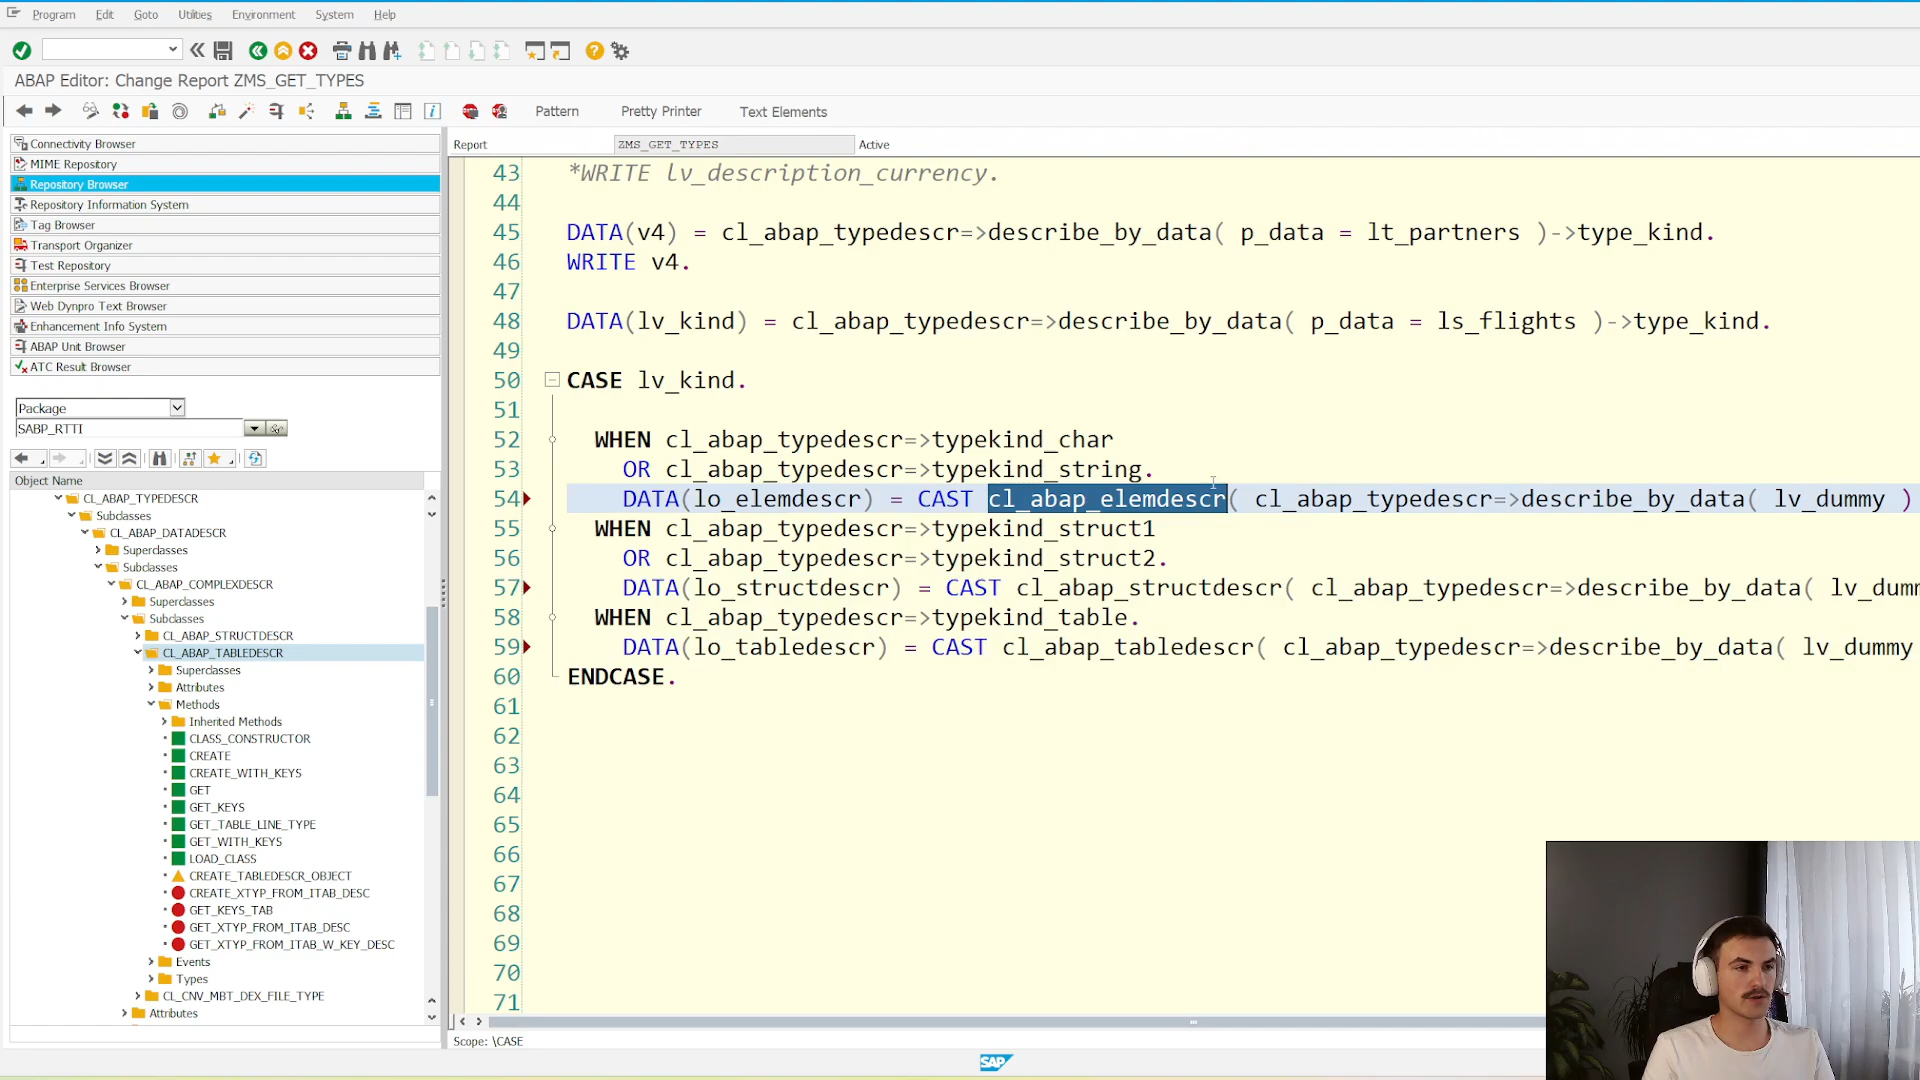 Program Edit Goto Utilities Environment System Help
ABAP Editor: Change Report ZMS_GET_TYPES
Pattern Pretty Printer Text Elements
Connectivity Browser
MIME Repository
Repository Browser
Repository Information System
Tag Browser
Transport Organizer
Test Repository
Enterprise Services Browser
Web Dynpro Text Browser
Enhancement Info System
ABAP Unit Browser
ATC Result Browser
Package
SABP_RTTI
Object Name
CL_ABAP_TYPEDESCR
Subclasses
CL_ABAP_DATADESCR
Superclasses
Subclasses
CL_ABAP_COMPLEXDESCR
Superclasses
Subclasses
CL_ABAP_STRUCTDESCR
CL_ABAP_TABLEDESCR
Superclasses
Attributes
Methods
Inherited Methods
CLASS_CONSTRUCTOR
CREATE
CREATE_WITH_KEYS
GET
GET_KEYS
GET_TABLE_LINE_TYPE
GET_WITH_KEYS
LOAD_CLASS
CREATE_TABLEDESCR_OBJECT
CREATE_XTYP_FROM_ITAB_DESC
GET_KEYS_TAB
GET_XTYP_FROM_ITAB_DESC
GET_XTYP_FROM_ITAB_W_KEY_DESC
Events
Types
CL_CNV_MBT_DEX_FILE_TYPE
Attributes
Report ZMS_GET_TYPES Active
43 *WRITE lv_description_currency.
44
45 DATA(v4) = cl_abap_typedescr=>describe_by_data( p_data = lt_partners )->type_kind.
46 WRITE v4.
47
48 DATA(lv_kind) = cl_abap_typedescr=>describe_by_data( p_data = ls_flights )->type_kind.
49
50 CASE lv_kind.
51
52 WHEN cl_abap_typedescr=>typekind_char
53 OR cl_abap_typedescr=>typekind_string.
54 DATA(lo_elemdescr) = CAST cl_abap_elemdescr( cl_abap_typedescr=>describe_by_data( lv_dummy )
55 WHEN cl_abap_typedescr=>typekind_struct1
56 OR cl_abap_typedescr=>typekind_struct2.
57 DATA(lo_structdescr) = CAST cl_abap_structdescr( cl_abap_typedescr=>describe_by_data( lv_dumm
58 WHEN cl_abap_typedescr=>typekind_table.
59 DATA(lo_tabledescr) = CAST cl_abap_tabledescr( cl_abap_typedescr=>describe_by_data( lv_dummy
60 ENDCASE.
61
62
63
64
65
66
67
68
69
70
71
Scope: \CASE
SAP